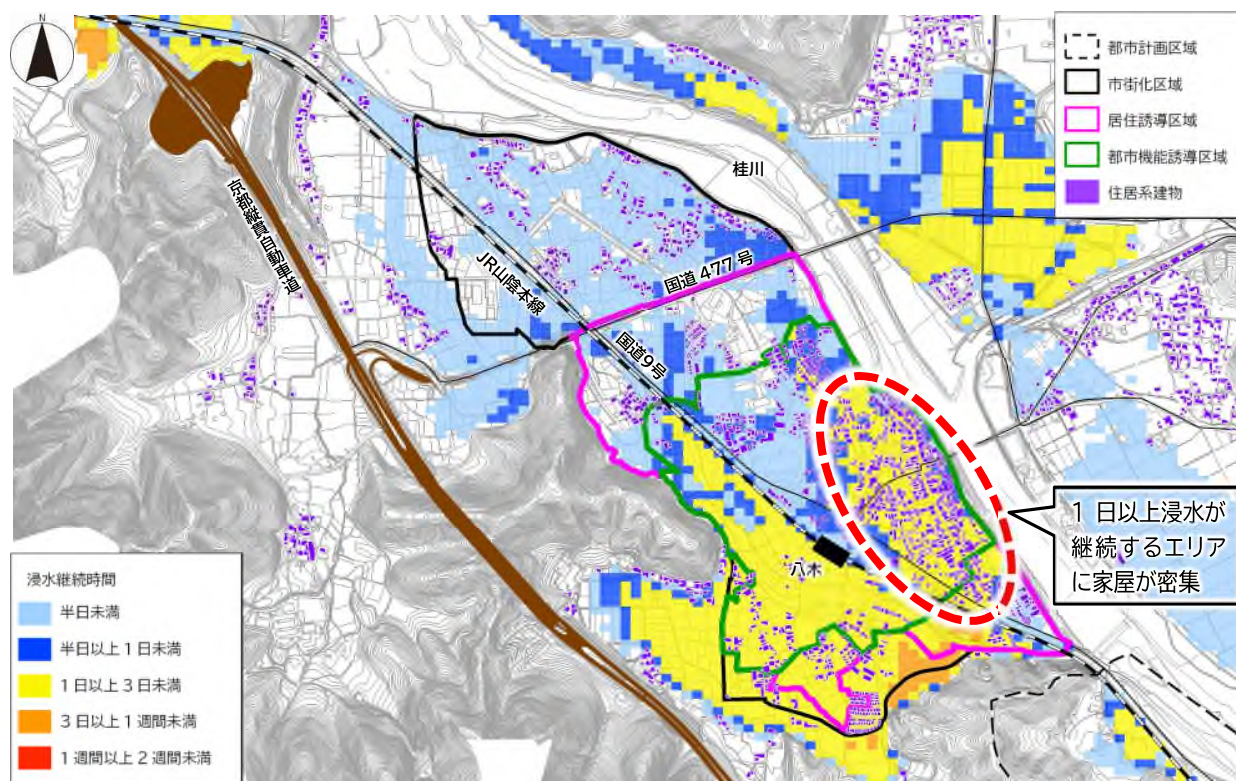 N
都市計画区域
市街化区域
居住誘導区域
都市機能誘導区域
住居系建物
桂川
京都縦貫自動車道
JR山陰本線
国道477号
国道9号
八木
1日以上浸水が
継続するエリア
に家屋が密集
浸水継続時間
半日未満
半日以上1日未満
1日以上3日未満
3日以上1週間未満
1週間以上2週間未満